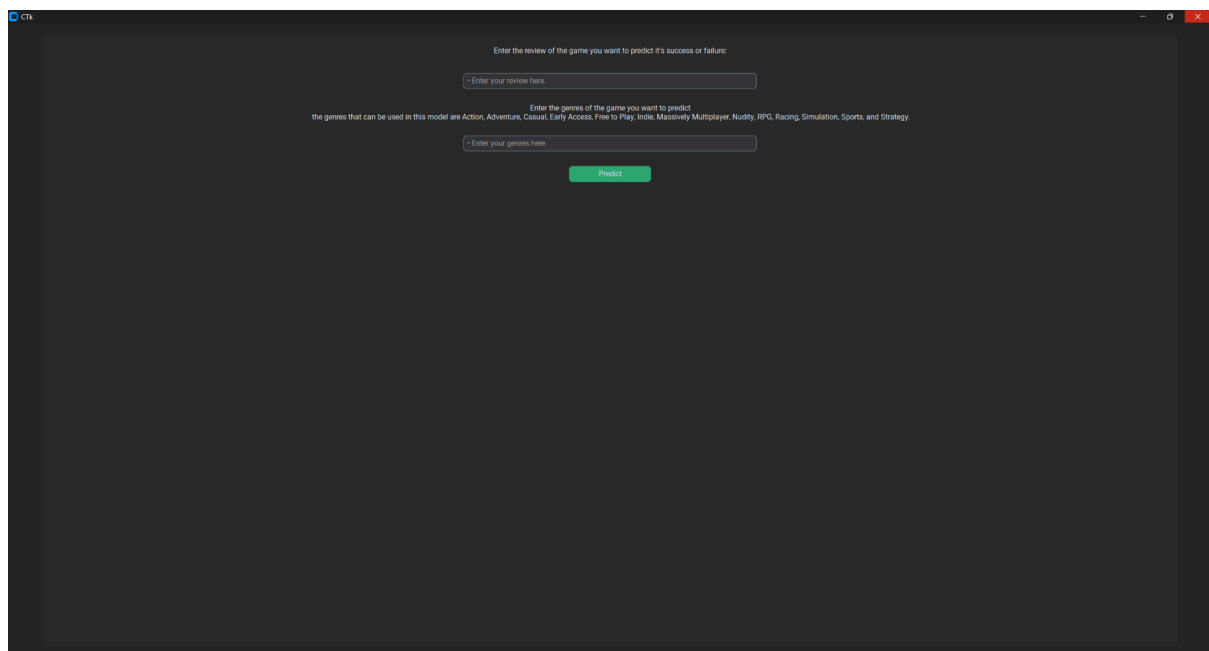 CTk
Enter the review of the game you want to predict it's success or failure:
• Enter your review here.
Enter the genres of the game you want to predict
the genres that can be used in this model are Action, Adventure, Casual, Early Access, Free to Play, Indie, Massively Multiplayer, Nudity, RPG, Racing, Simulation, Sports, and Strategy.
• Enter your genres here.
Predict